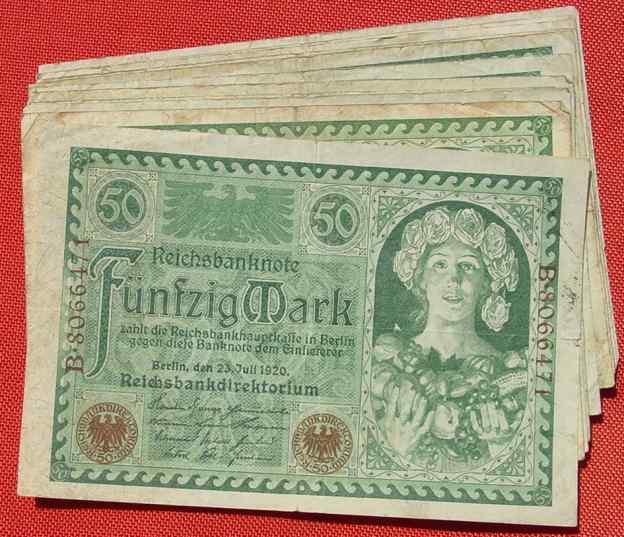 50
50
Reichsbanknote
Fünfzig Mark
zahlt die Reichsbankhauptkasse in Berlin
gegen diese Banknote dem Einlieferer
Berlin, den 23. Juli 1920.
Reichsbankdirektorium
B·8066471
B·8066471